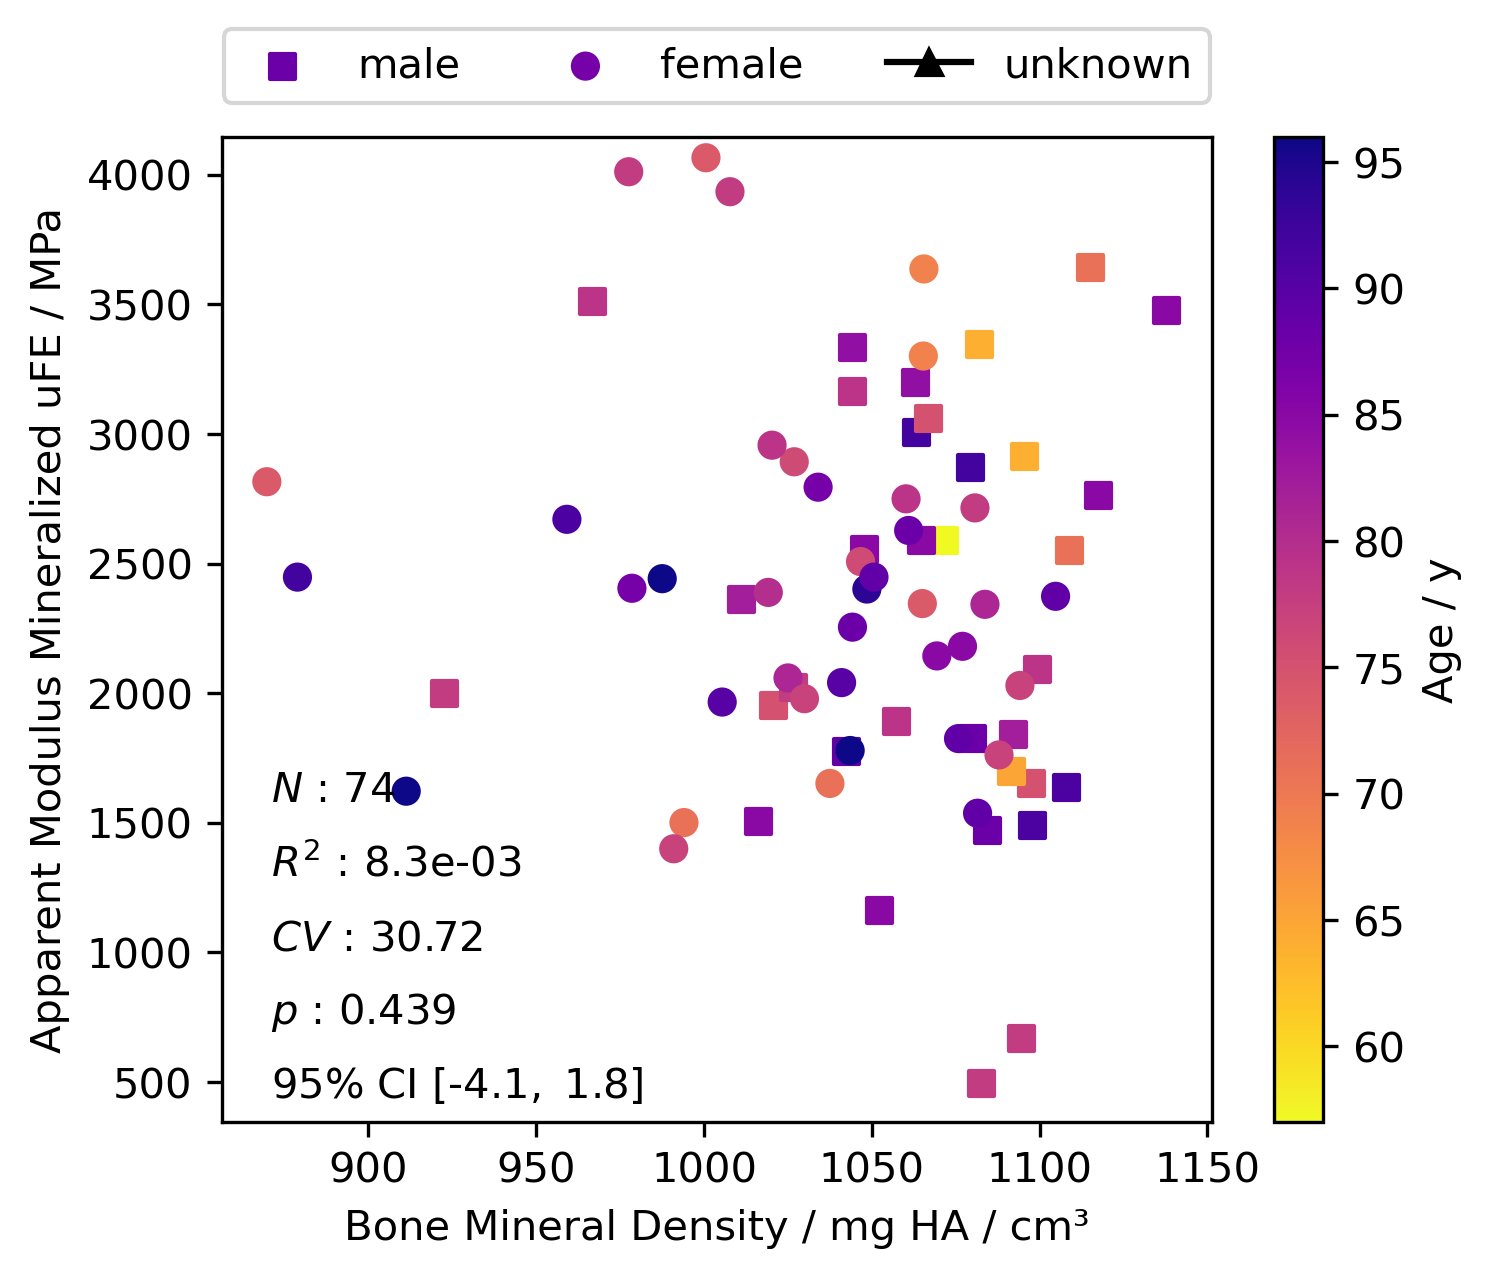 male female unknown
4000
3500
3000
2500
2000
1500
1000
500
Apparent Modulus Mineralized uFE / MPa
N : 74
R² : 8.3e-03
CV : 30.72
p : 0.439
95% CI [-4.1, 1.8]
900 950 1000 1050 1100 1150
Bone Mineral Density / mg HA / cm³
95
90
85
80
75
70
65
60
Age / y